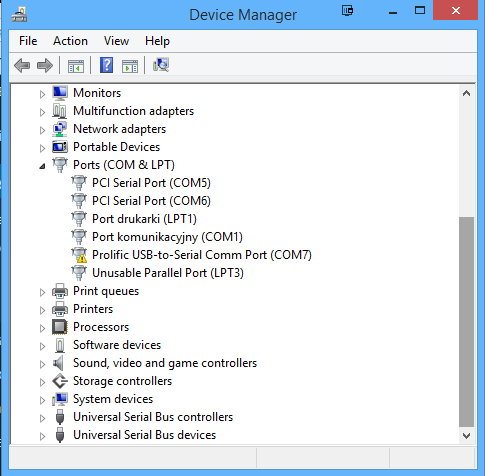 Device Manager
File Action View Help
Monitors
Multifunction adapters
Network adapters
Portable Devices
Ports (COM & LPT)
PCI Serial Port (COM5)
PCI Serial Port (COM6)
Port drukarki (LPT1)
Port komunikacyjny (COM1)
Prolific USB-to-Serial Comm Port (COM7)
Unusable Parallel Port (LPT3)
Print queues
Printers
Processors
Software devices
Sound, video and game controllers
Storage controllers
System devices
Universal Serial Bus controllers
Universal Serial Bus devices